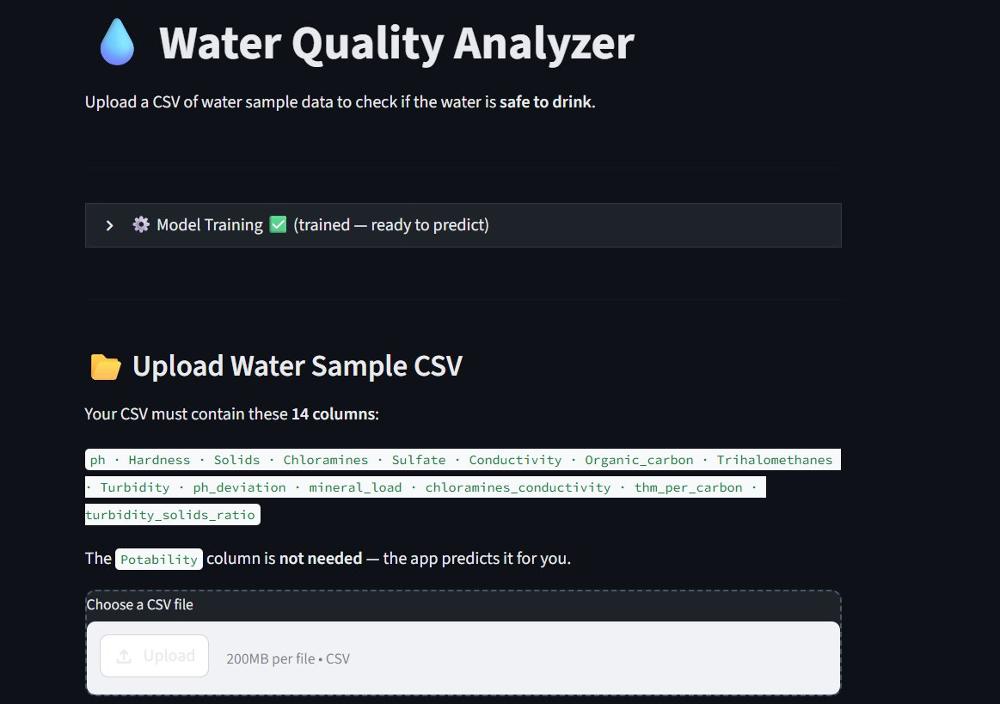 Water Quality Analyzer
Upload a CSV of water sample data to check if the water is safe to drink.
Model Training ✅ (trained — ready to predict)
Upload Water Sample CSV
Your CSV must contain these 14 columns:
ph · Hardness · Solids · Chloramines · Sulfate · Conductivity · Organic_carbon · Trihalomethanes
· Turbidity · ph_deviation · mineral_load · chloramines_conductivity · thm_per_carbon ·
turbidity_solids_ratio
The Potability column is not needed — the app predicts it for you.
Choose a CSV file
Upload 200MB per file • CSV